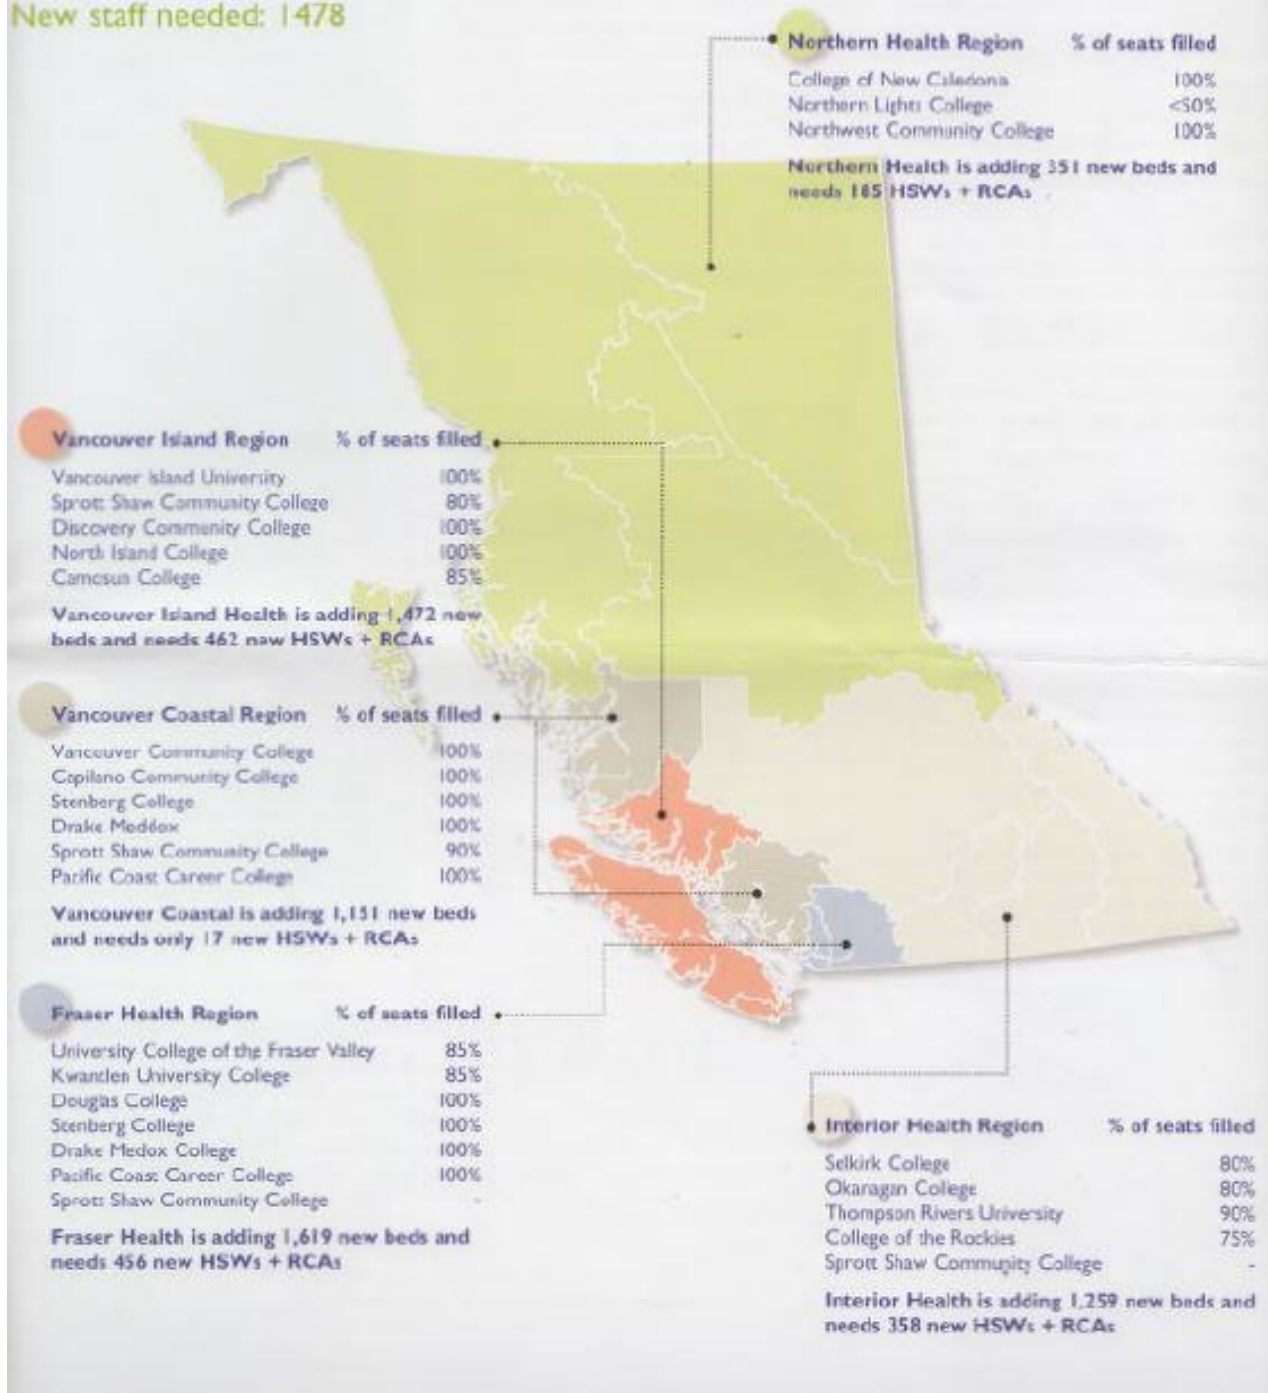 New staff needed: 1478
Northern Health Region % of seats filled
College of New Caledonia 100%
Northern Lights College <50%
Northwest Community College 100%
Northern Health is adding 351 new beds and
needs 185 HSWs + RCAs
Vancouver Island Region % of seats filled
Vancouver Island University 100%
Sprott Shaw Community College 80%
Discovery Community College 100%
North Island College 100%
Camosun College 85%
Vancouver Island Health is adding 1,472 new
beds and needs 462 new HSWs + RCAs
Vancouver Coastal Region % of seats filled
Vancouver Community College 100%
Capilano Community College 100%
Stenberg College 100%
Drake Meddox 100%
Sprott Shaw Community College 90%
Pacific Coast Career College 100%
Vancouver Coastal is adding 1,151 new beds
and needs only 17 new HSWs + RCAs
Fraser Health Region % of seats filled
University College of the Fraser Valley 85%
Kwantlen University College 85%
Douglas College 100%
Stenberg College 100%
Drake Medox College 100%
Pacific Coast Career College 100%
Sprott Shaw Community College -
Fraser Health is adding 1,619 new beds and
needs 456 new HSWs + RCAs
Interior Health Region % of seats filled
Selkirk College 80%
Okanagan College 80%
Thompson Rivers University 90%
College of the Rockies 75%
Sprott Shaw Community College -
Interior Health is adding 1,259 new beds and
needs 358 new HSWs + RCAs